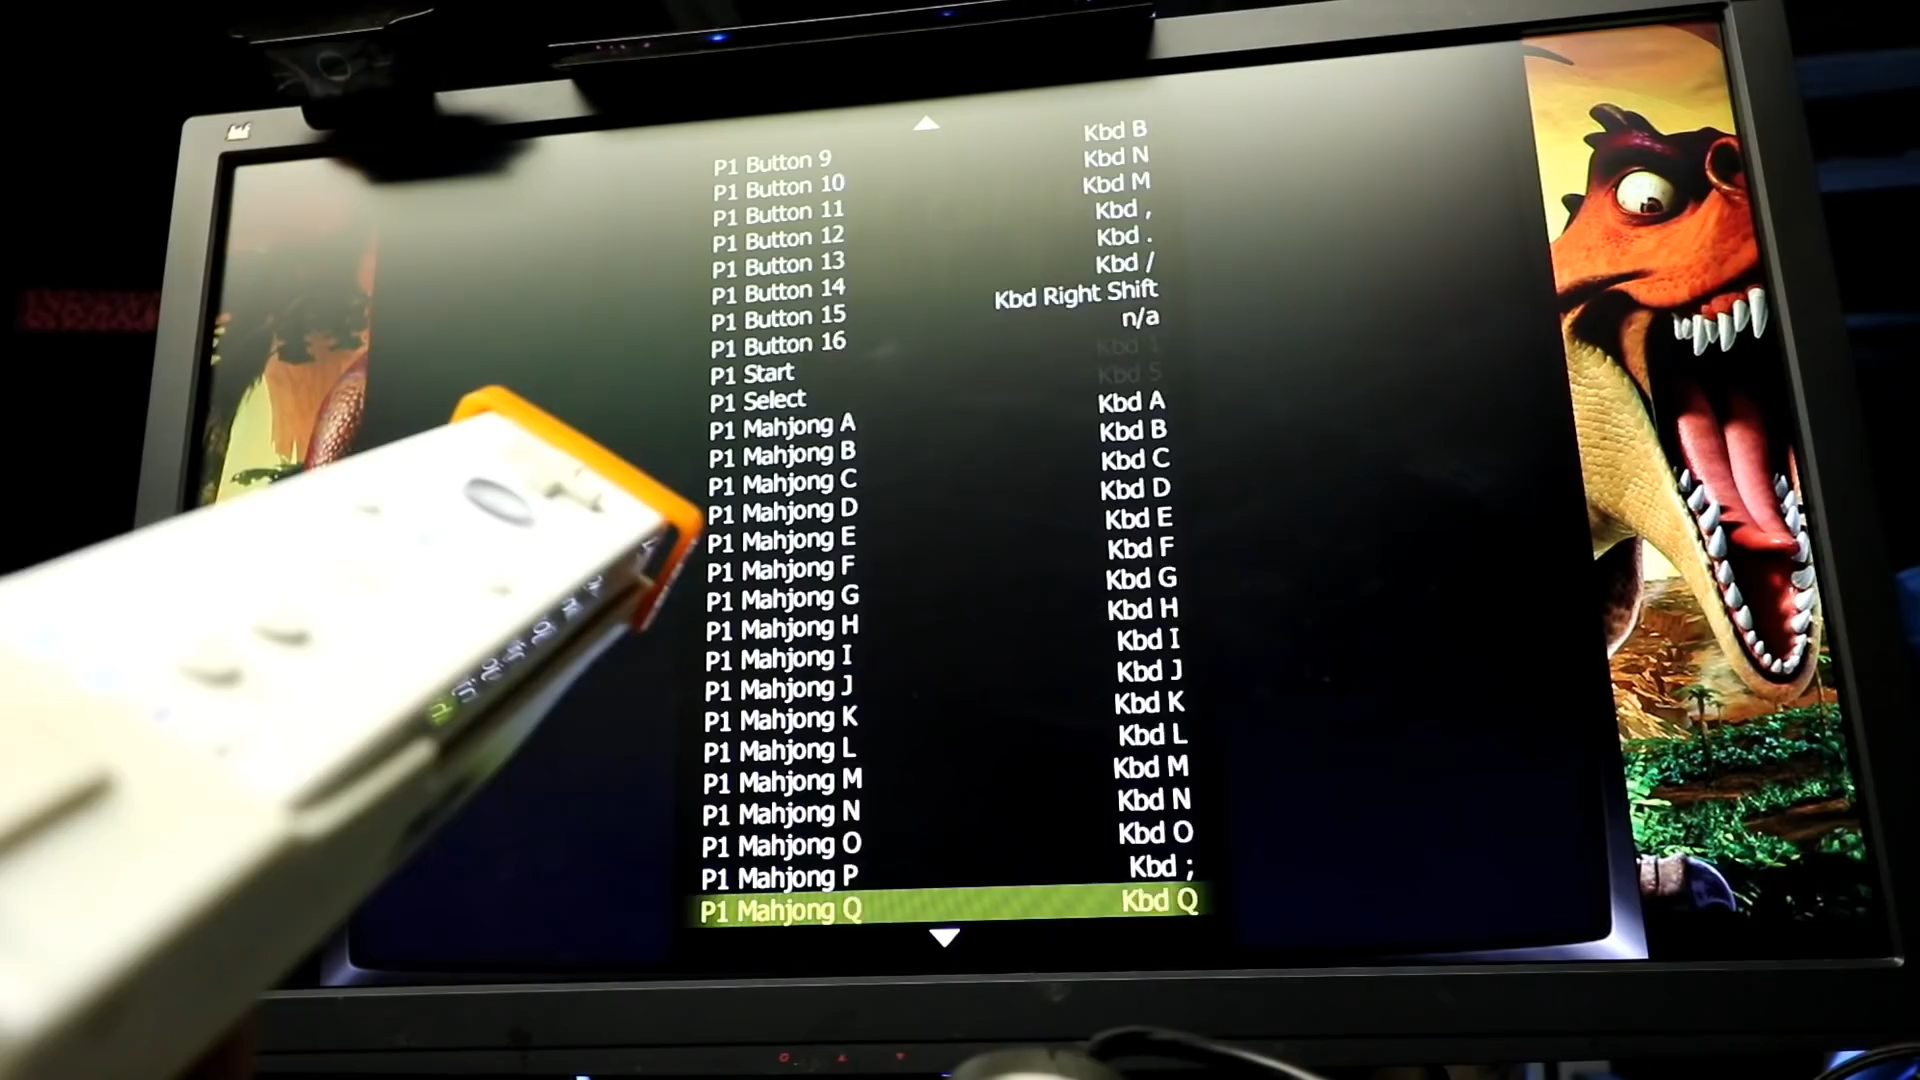 P1 Button 9 Kbd B
P1 Button 10 Kbd N
P1 Button 11 Kbd M
P1 Button 12 Kbd ,
P1 Button 13 Kbd .
P1 Button 14 Kbd /
P1 Button 15 Kbd Right Shift
P1 Button 16 n/a
P1 Start Kbd 1
P1 Select Kbd 5
P1 Mahjong A Kbd A
P1 Mahjong B Kbd B
P1 Mahjong C Kbd C
P1 Mahjong D Kbd D
P1 Mahjong E Kbd E
P1 Mahjong F Kbd F
P1 Mahjong G Kbd G
P1 Mahjong H Kbd H
P1 Mahjong I Kbd I
P1 Mahjong J Kbd J
P1 Mahjong K Kbd K
P1 Mahjong L Kbd L
P1 Mahjong M Kbd M
P1 Mahjong N Kbd N
P1 Mahjong O Kbd O
P1 Mahjong P Kbd ;
P1 Mahjong Q Kbd Q